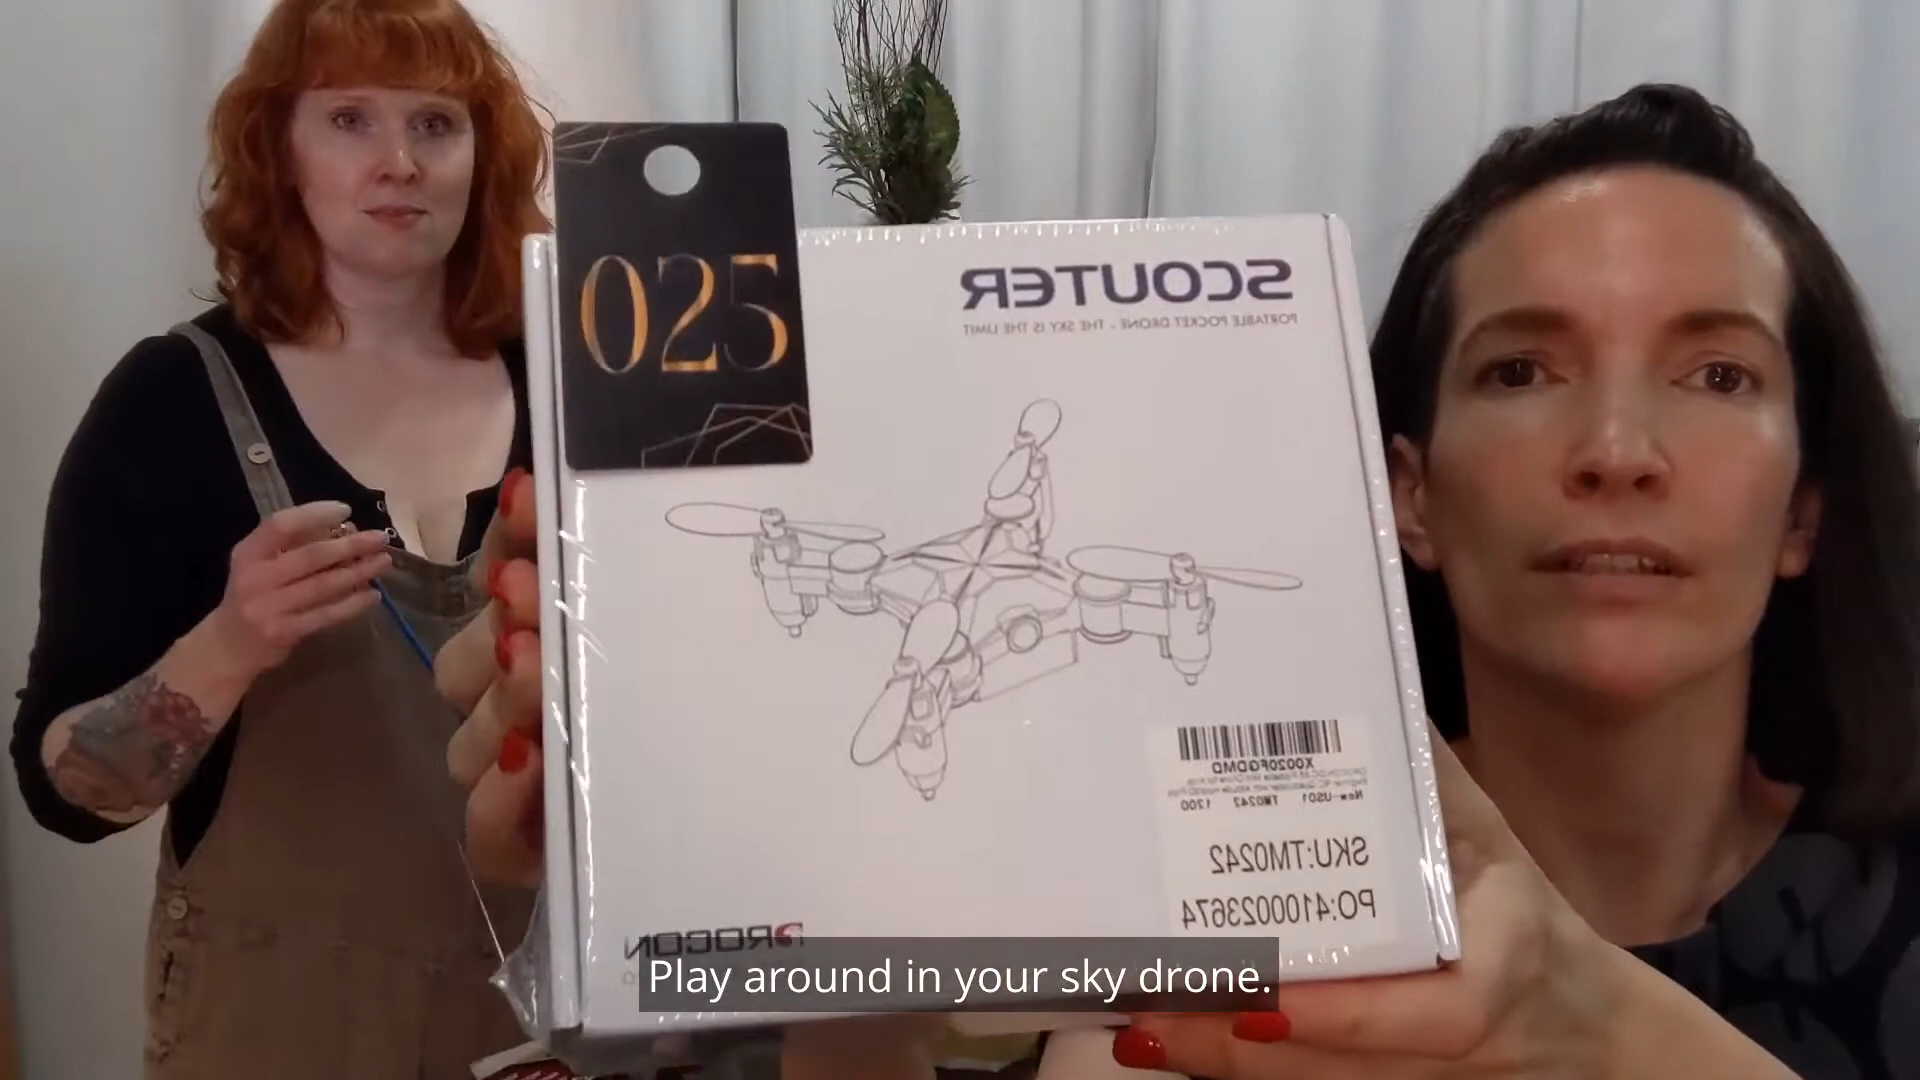 025
SCOUTER
PORTABLE POCKET DRONE - THE SKY IS THE LIMIT
X0020FGDMD
New-US01 TM0242 1200
SKU:TM0242
PO:4100023674
DROCON
Play around in your sky drone.